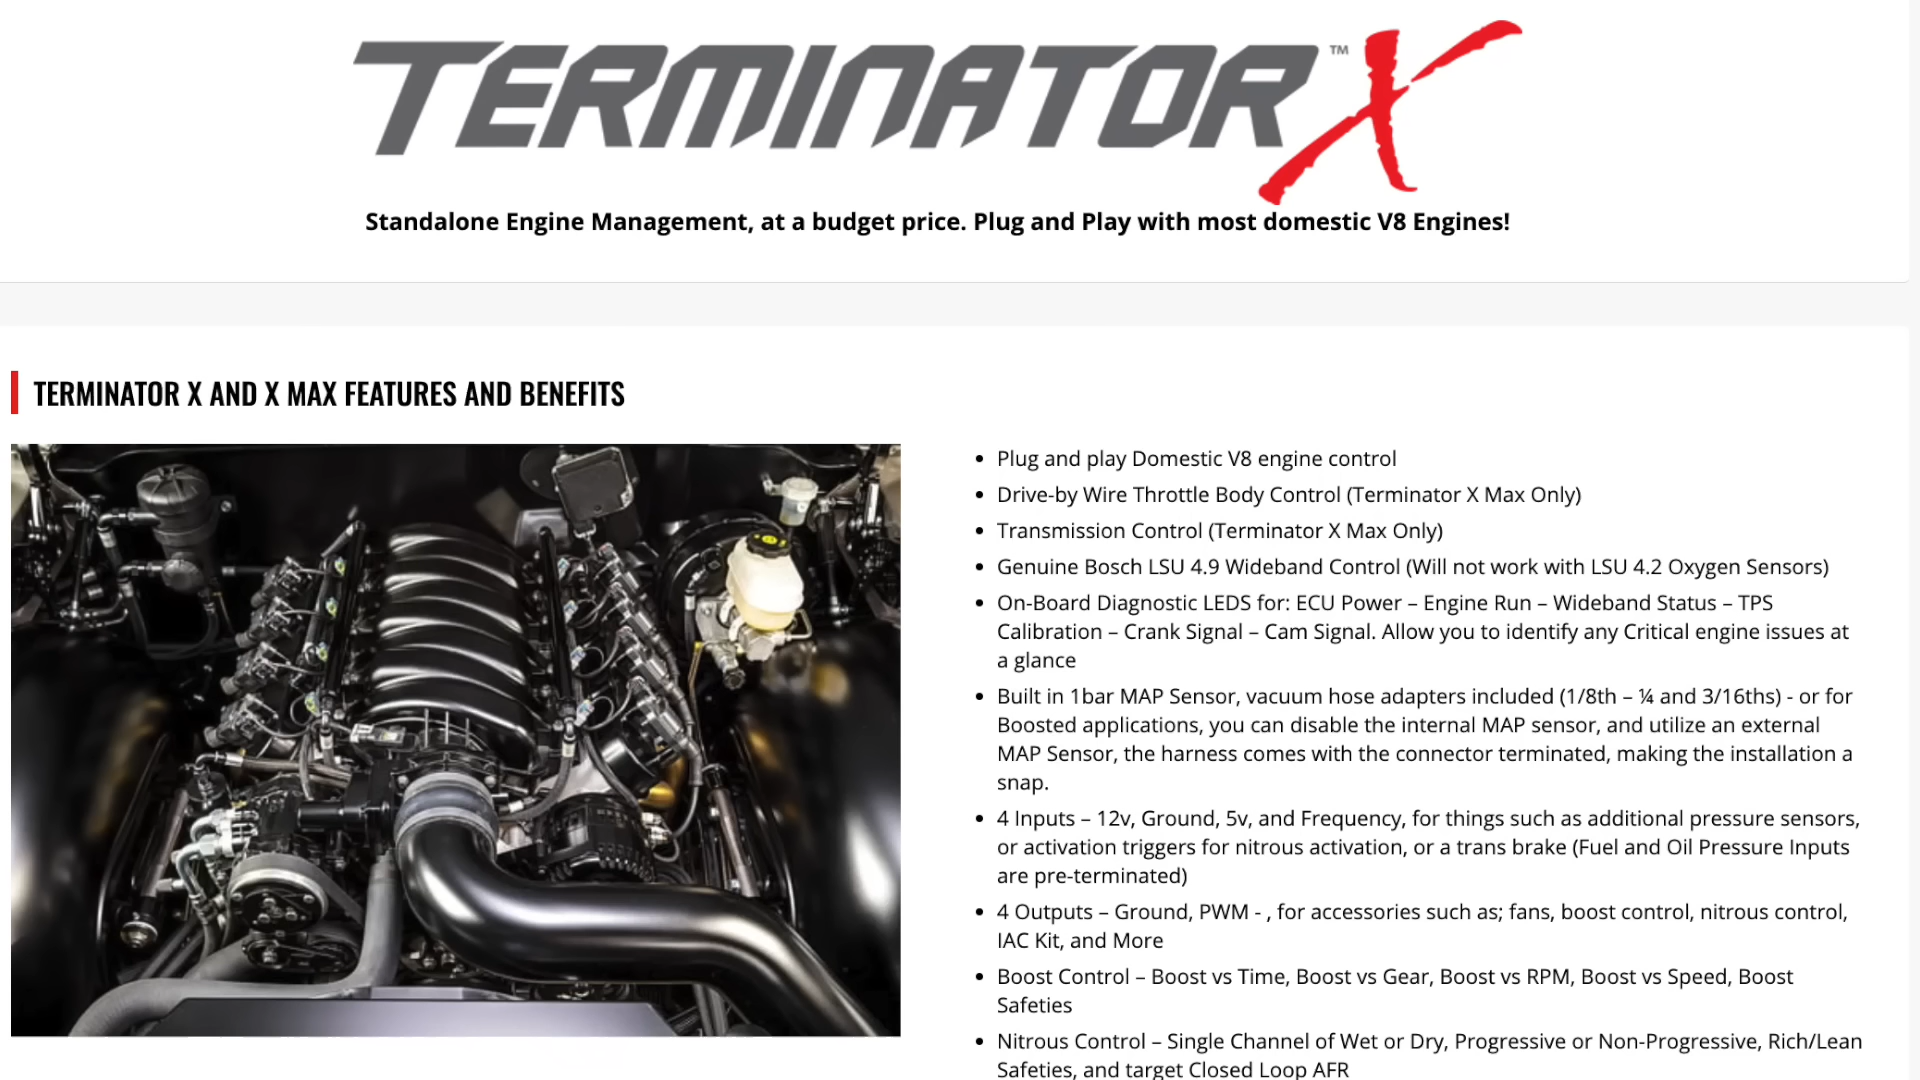 TERMINATOR X™
Standalone Engine Management, at a budget price. Plug and Play with most domestic V8 Engines!
TERMINATOR X AND X MAX FEATURES AND BENEFITS
• Plug and play Domestic V8 engine control
• Drive-by Wire Throttle Body Control (Terminator X Max Only)
• Transmission Control (Terminator X Max Only)
• Genuine Bosch LSU 4.9 Wideband Control (Will not work with LSU 4.2 Oxygen Sensors)
• On-Board Diagnostic LEDS for: ECU Power – Engine Run – Wideband Status – TPS
Calibration – Crank Signal – Cam Signal. Allow you to identify any Critical engine issues at
a glance
• Built in 1bar MAP Sensor, vacuum hose adapters included (1/8th – ¼ and 3/16ths) - or for
Boosted applications, you can disable the internal MAP sensor, and utilize an external
MAP Sensor, the harness comes with the connector terminated, making the installation a
snap.
• 4 Inputs – 12v, Ground, 5v, and Frequency, for things such as additional pressure sensors,
or activation triggers for nitrous activation, or a trans brake (Fuel and Oil Pressure Inputs
are pre-terminated)
• 4 Outputs – Ground, PWM - , for accessories such as; fans, boost control, nitrous control,
IAC Kit, and More
• Boost Control – Boost vs Time, Boost vs Gear, Boost vs RPM, Boost vs Speed, Boost
Safeties
• Nitrous Control – Single Channel of Wet or Dry, Progressive or Non-Progressive, Rich/Lean
Safeties, and target Closed Loop AFR